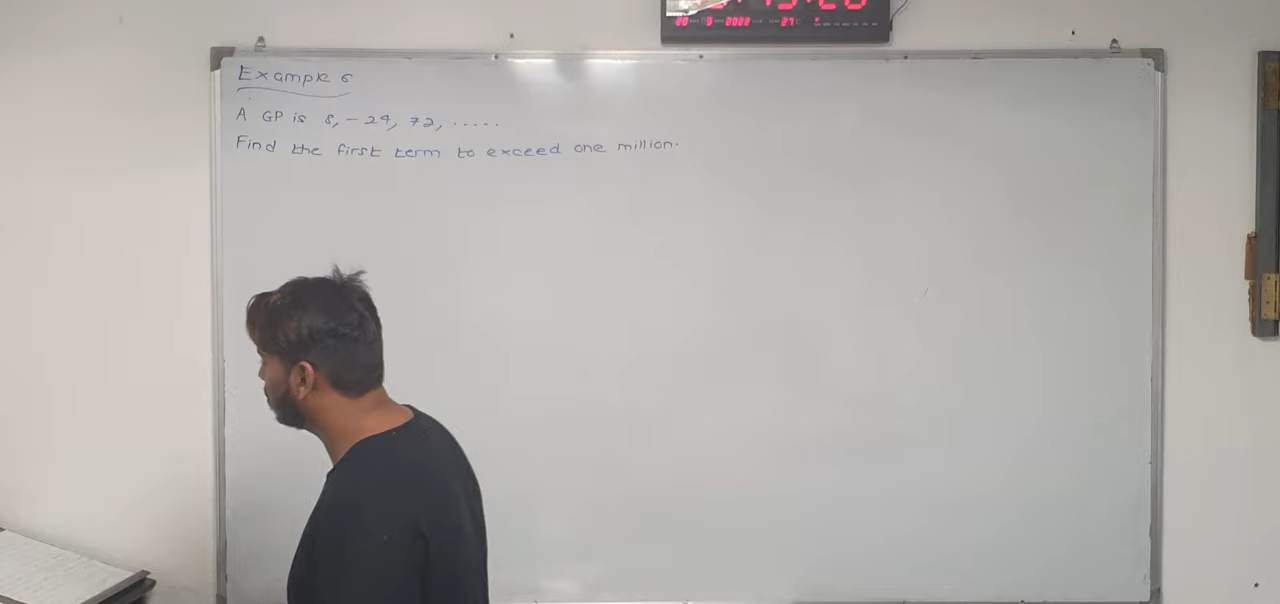 Example 6
A GP is 8, -24, 72, .....
Find the first term to exceed one million.